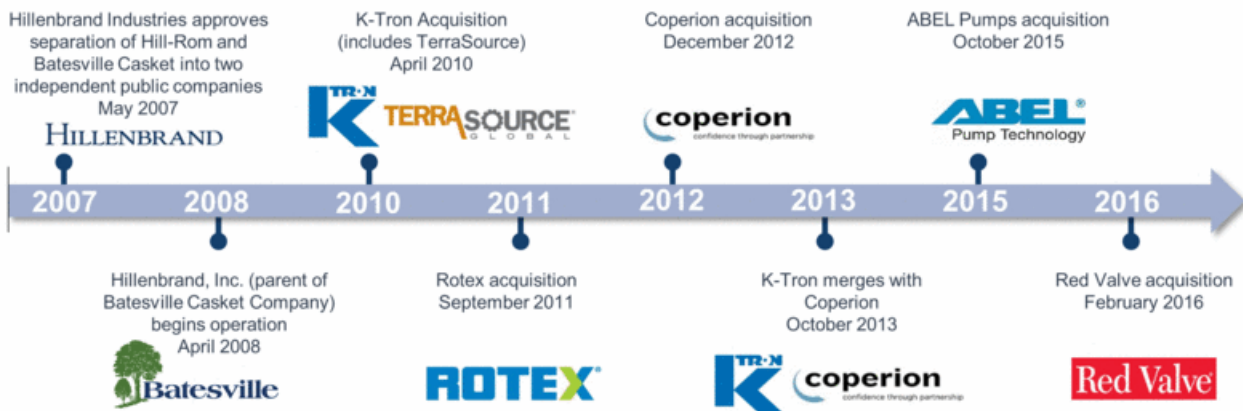 Hillenbrand Industries approves
separation of Hill-Rom and
Batesville Casket into two
independent public companies
May 2007
HILLENBRAND
K-Tron Acquisition
(includes TerraSource)
April 2010
K-TRON
TERRASOURCE®
GLOBAL
Coperion acquisition
December 2012
coperion
confidence through partnership
ABEL Pumps acquisition
October 2015
ABEL®
Pump Technology
2007 2008 2010 2011 2012 2013 2015 2016
Hillenbrand, Inc. (parent of
Batesville Casket Company)
begins operation
April 2008
Batesville
Rotex acquisition
September 2011
ROTEX®
K-Tron merges with
Coperion
October 2013
K-TRON
coperion
confidence through partnership
Red Valve acquisition
February 2016
Red Valve®